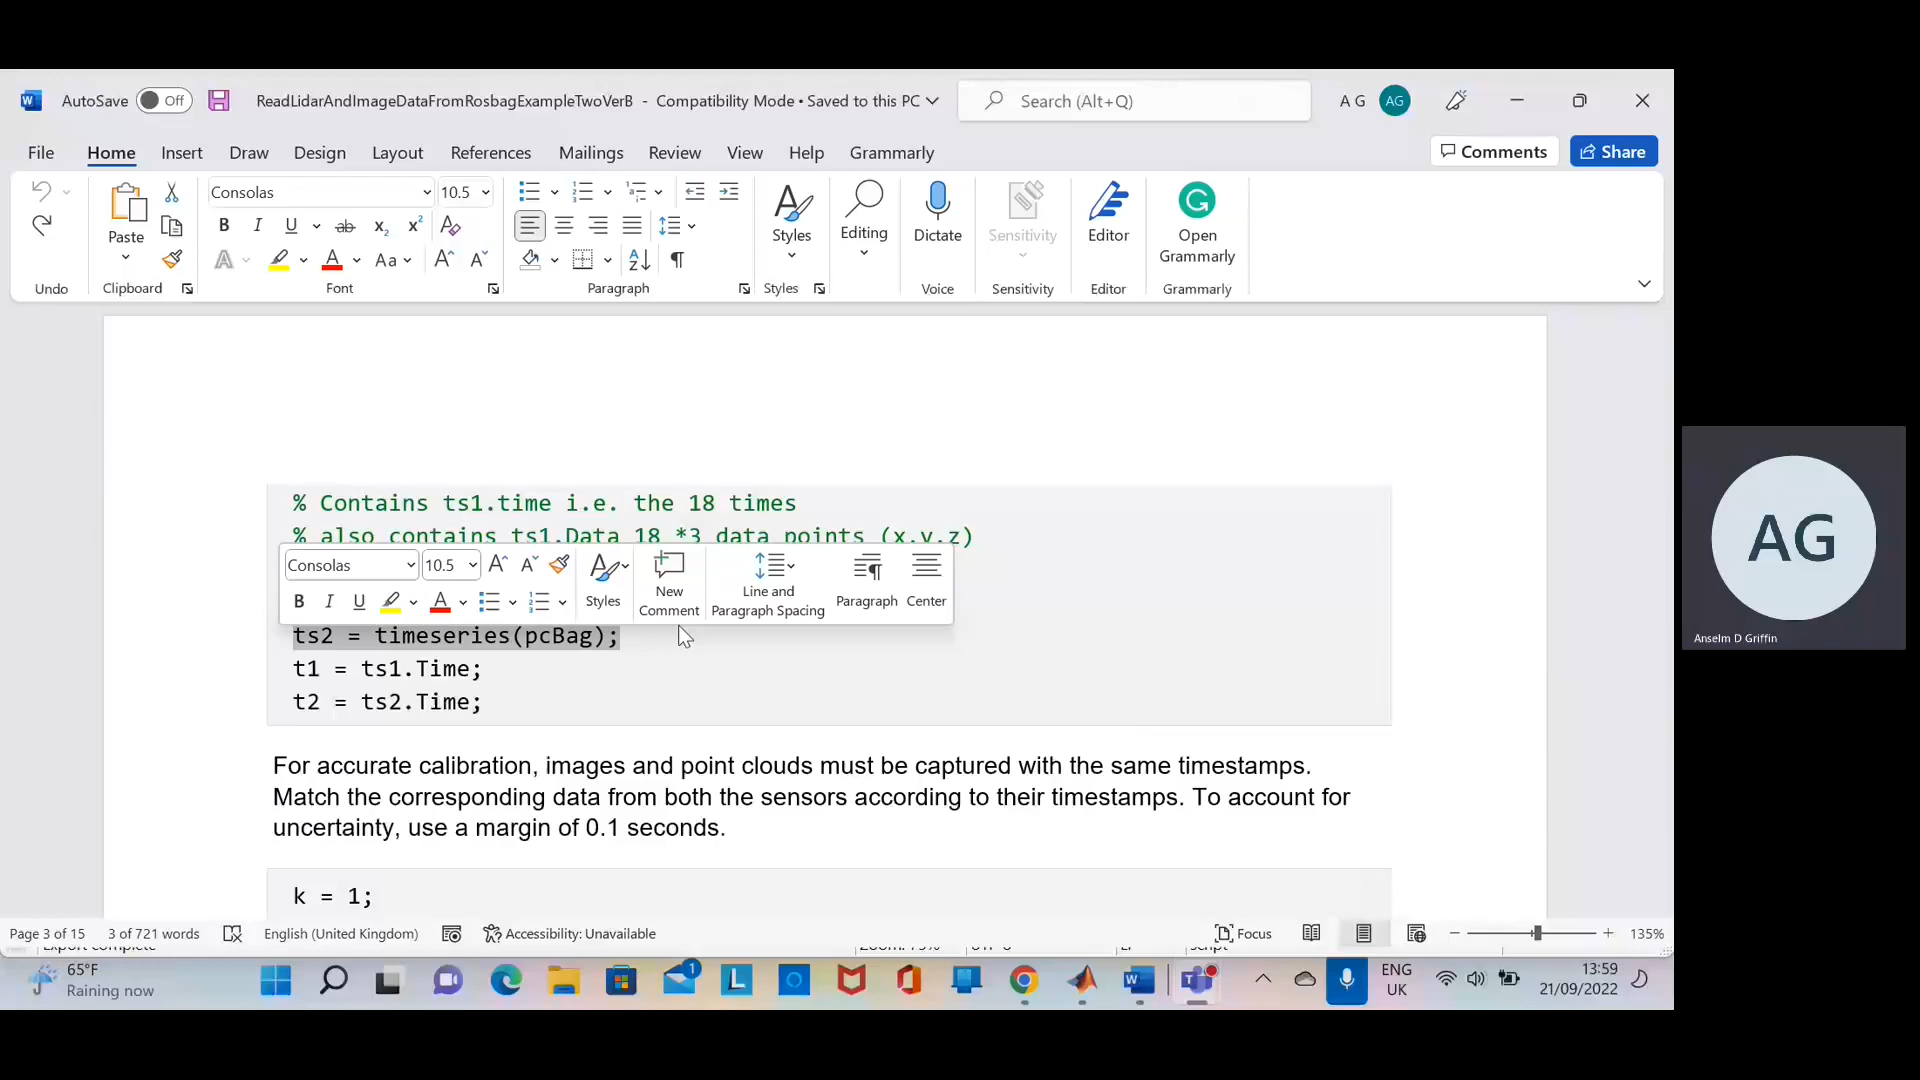 AutoSave Off ReadLidarAndImageDataFromRosbagExampleTwoVerB - Compatibility Mode • Saved to this PC Search (Alt+Q) A G AG
File Home Insert Draw Design Layout References Mailings Review View Help Grammarly Comments Share
Consolas 10.5
Paste Styles Editing Dictate Sensitivity Editor Open Grammarly
Undo Clipboard Font Paragraph Styles Voice Sensitivity Editor Grammarly
% Contains ts1.time i.e. the 18 times
% also contains ts1.Data 18 *3 data points (x,y,z)
Consolas 10.5
B I U Styles New Comment Line and Paragraph Spacing Paragraph Center
ts2 = timeseries(pcBag);
t1 = ts1.Time;
t2 = ts2.Time;
For accurate calibration, images and point clouds must be captured with the same timestamps.
Match the corresponding data from both the sensors according to their timestamps. To account for
uncertainty, use a margin of 0.1 seconds.
k = 1;
AG
Anselm D Griffin
Page 3 of 15 3 of 721 words English (United Kingdom) Accessibility: Unavailable Focus 135%
65°F
Raining now
1
ENG
UK
13:59
21/09/2022